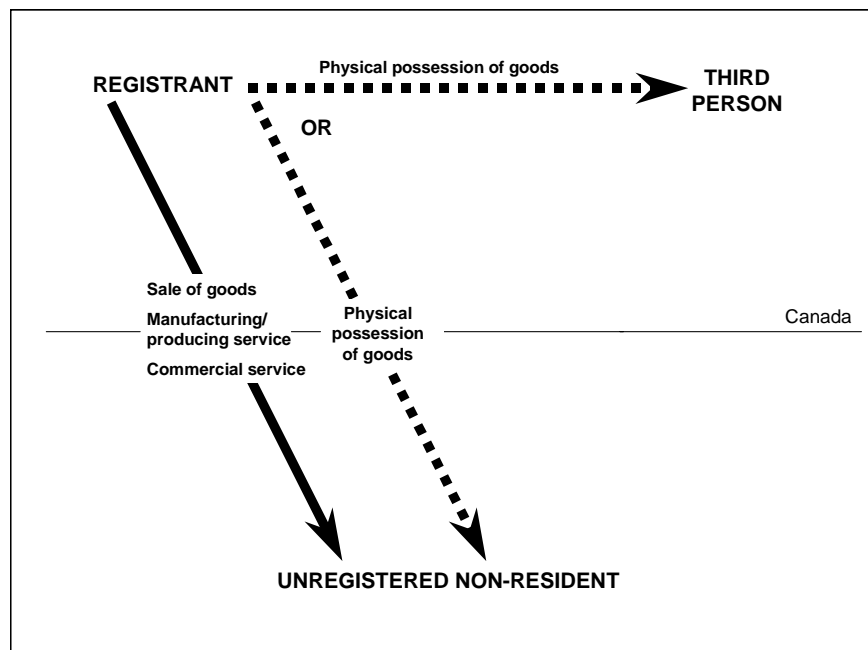 Physical possession of goods
REGISTRANT
THIRD
PERSON
OR
Sale of goods
Manufacturing/
producing service
Commercial service
Physical
possession
of goods
Canada
UNREGISTERED NON-RESIDENT